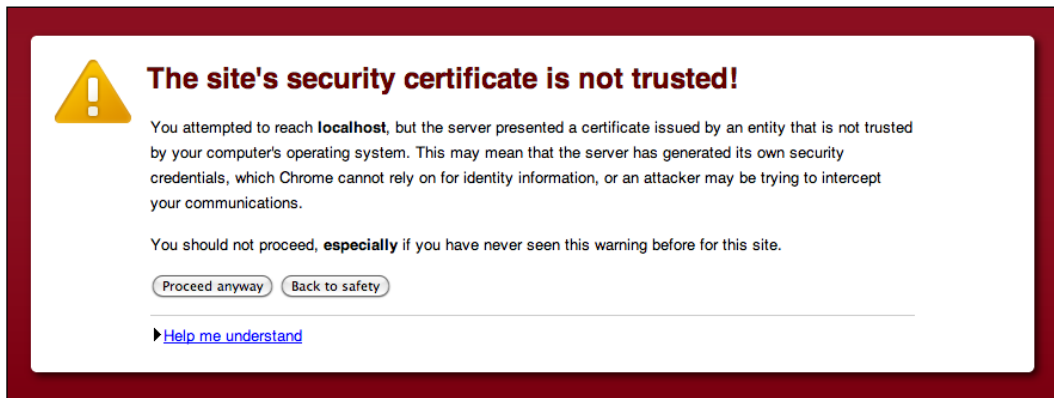 The site's security certificate is not trusted!
You attempted to reach localhost, but the server presented a certificate issued by an entity that is not trusted
by your computer's operating system. This may mean that the server has generated its own security
credentials, which Chrome cannot rely on for identity information, or an attacker may be trying to intercept
your communications.
You should not proceed, especially if you have never seen this warning before for this site.
Proceed anyway Back to safety
Help me understand